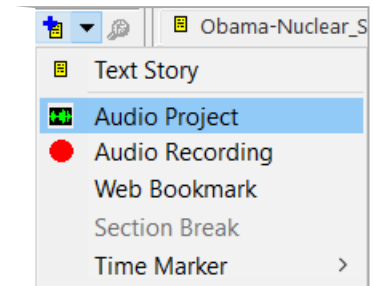 Obama-Nuclear_S
Text Story
Audio Project
Audio Recording
Web Bookmark
Section Break
Time Marker